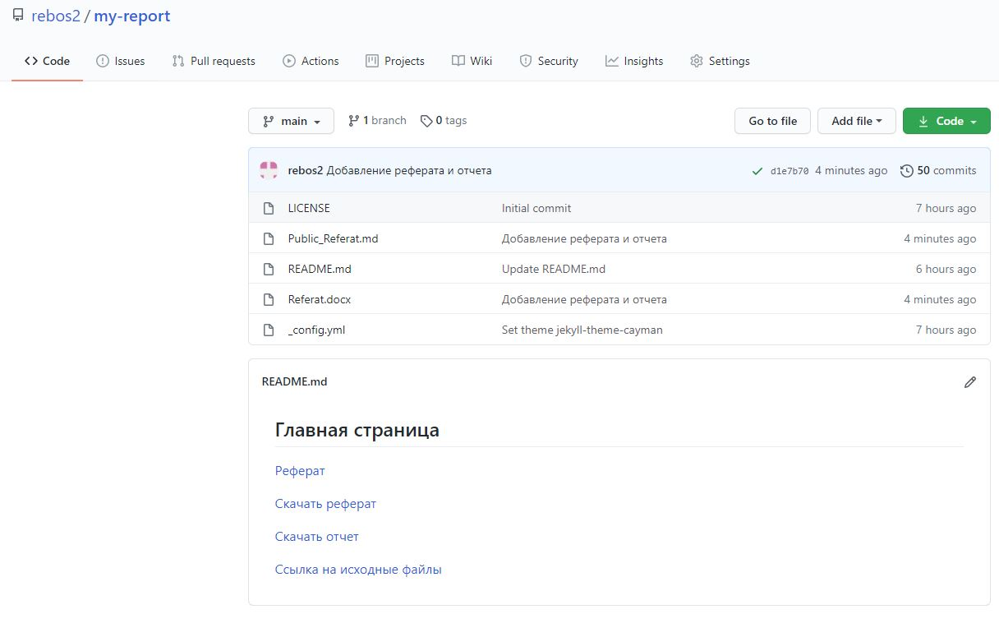 rebos2 / my-report
Code Issues Pull requests Actions Projects Wiki Security Insights Settings
main 1 branch 0 tags Go to file Add file Code
rebos2 Добавление реферата и отчета d1e7b70 4 minutes ago 50 commits
LICENSE Initial commit 7 hours ago
Public_Referat.md Добавление реферата и отчета 4 minutes ago
README.md Update README.md 6 hours ago
Referat.docx Добавление реферата и отчета 4 minutes ago
_config.yml Set theme jekyll-theme-cayman 7 hours ago
README.md
Главная страница
Реферат
Скачать реферат
Скачать отчет
Ссылка на исходные файлы